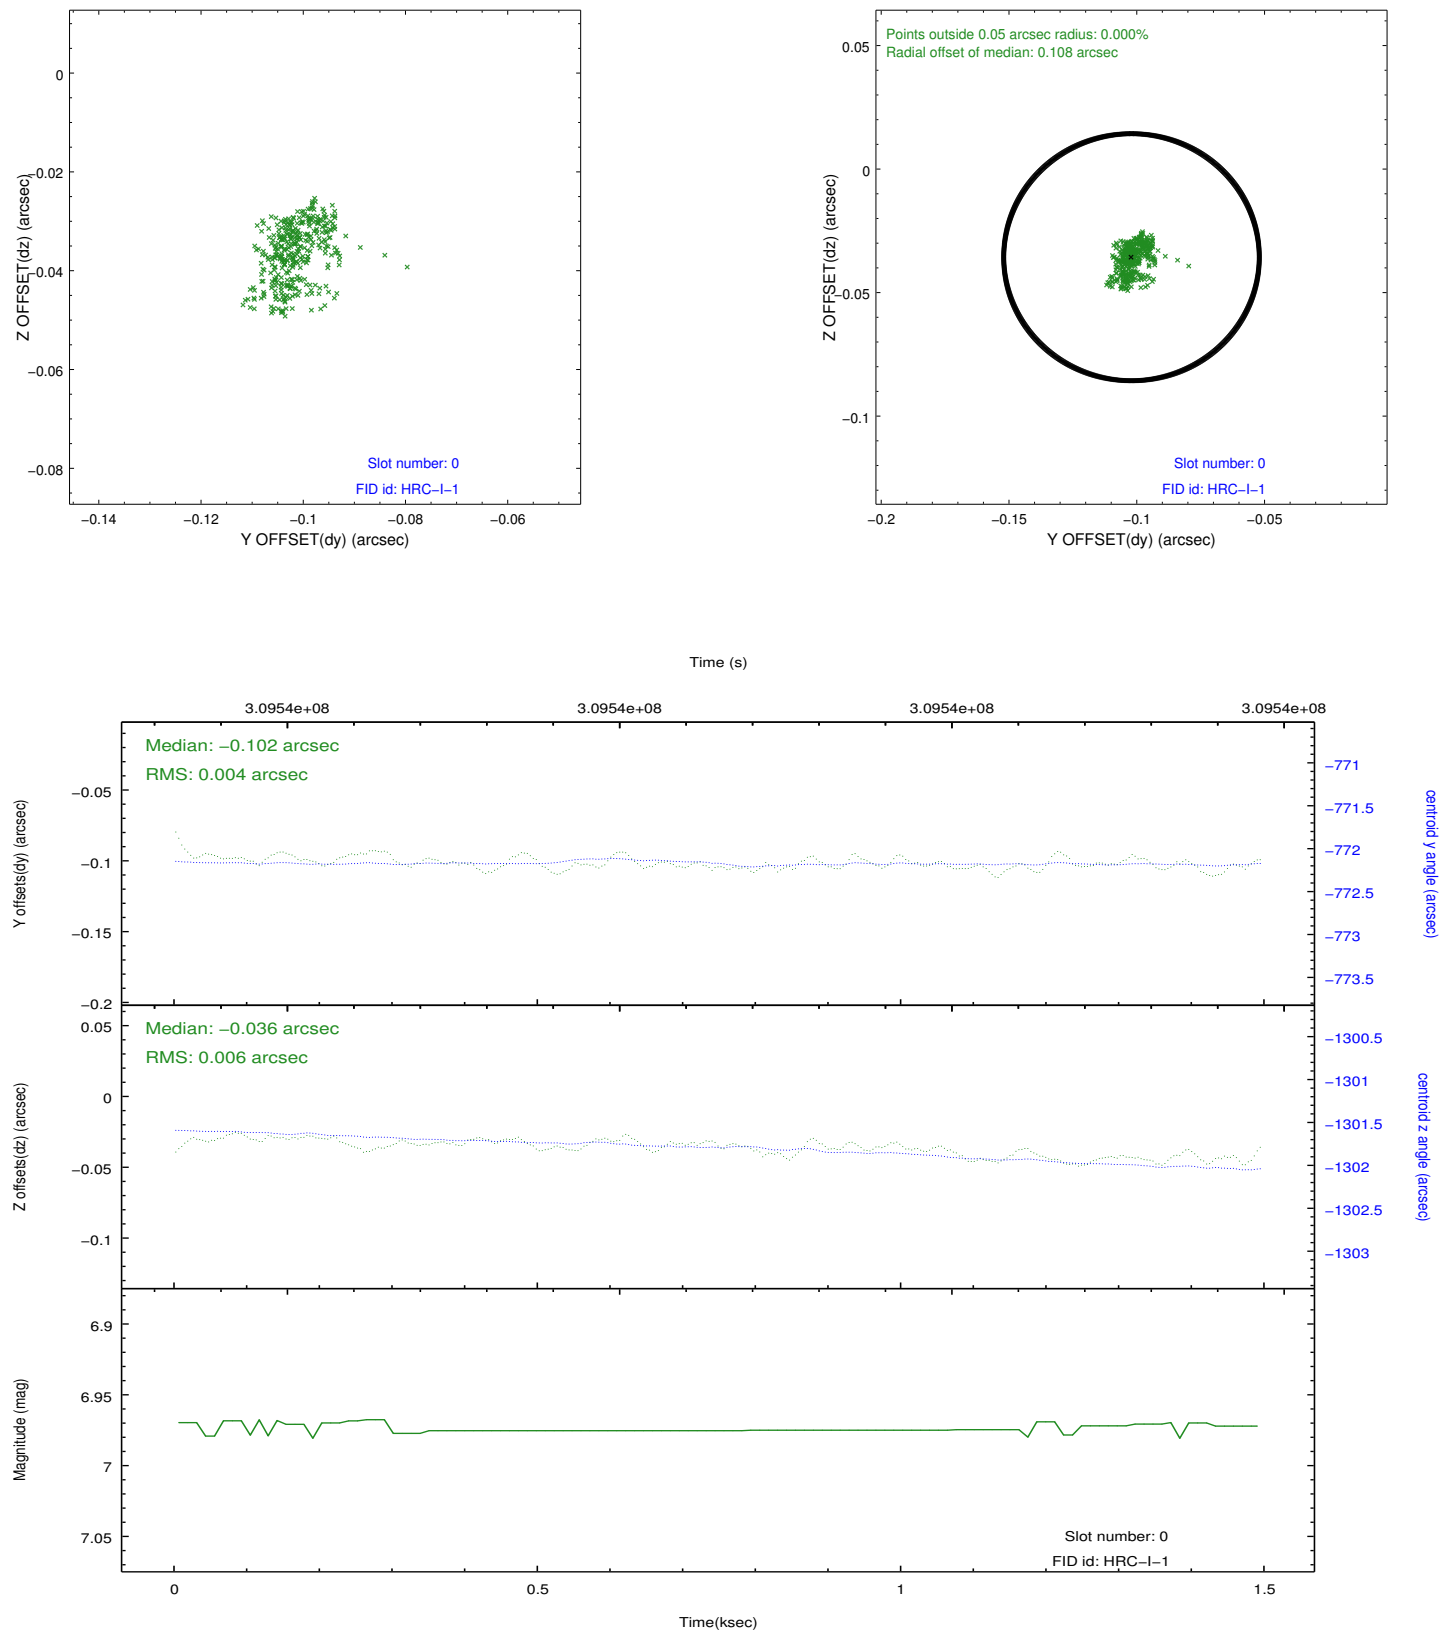 0
−0.02
−0.04
−0.06
−0.08
Z OFFSET(dz) (arcsec)
Slot number: 0
FID id: HRC−I−1
−0.14
−0.12
−0.1
−0.08
−0.06
Y OFFSET(dy) (arcsec)
Points outside 0.05 arcsec radius: 0.000%
Radial offset of median: 0.108 arcsec
0.05
0
−0.05
−0.1
Z OFFSET(dz) (arcsec)
Slot number: 0
FID id: HRC−I−1
−0.2
−0.15
−0.1
−0.05
Y OFFSET(dy) (arcsec)
Time (s)
3.0954e+08
3.0954e+08
3.0954e+08
3.0954e+08
Median: −0.102 arcsec
RMS: 0.004 arcsec
−0.05
−0.1
−0.15
−0.2
Y offsets(dy) (arcsec)
−771
−771.5
−772
−772.5
−773
−773.5
centroid y angle (arcsec)
Median: −0.036 arcsec
RMS: 0.006 arcsec
0.05
0
−0.05
−0.1
Z offsets(dz) (arcsec)
−1300.5
−1301
−1301.5
−1302
−1302.5
−1303
centroid z angle (arcsec)
6.9
6.95
7
7.05
Magnitude (mag)
Slot number: 0
FID id: HRC−I−1
0
0.5
1
1.5
Time(ksec)